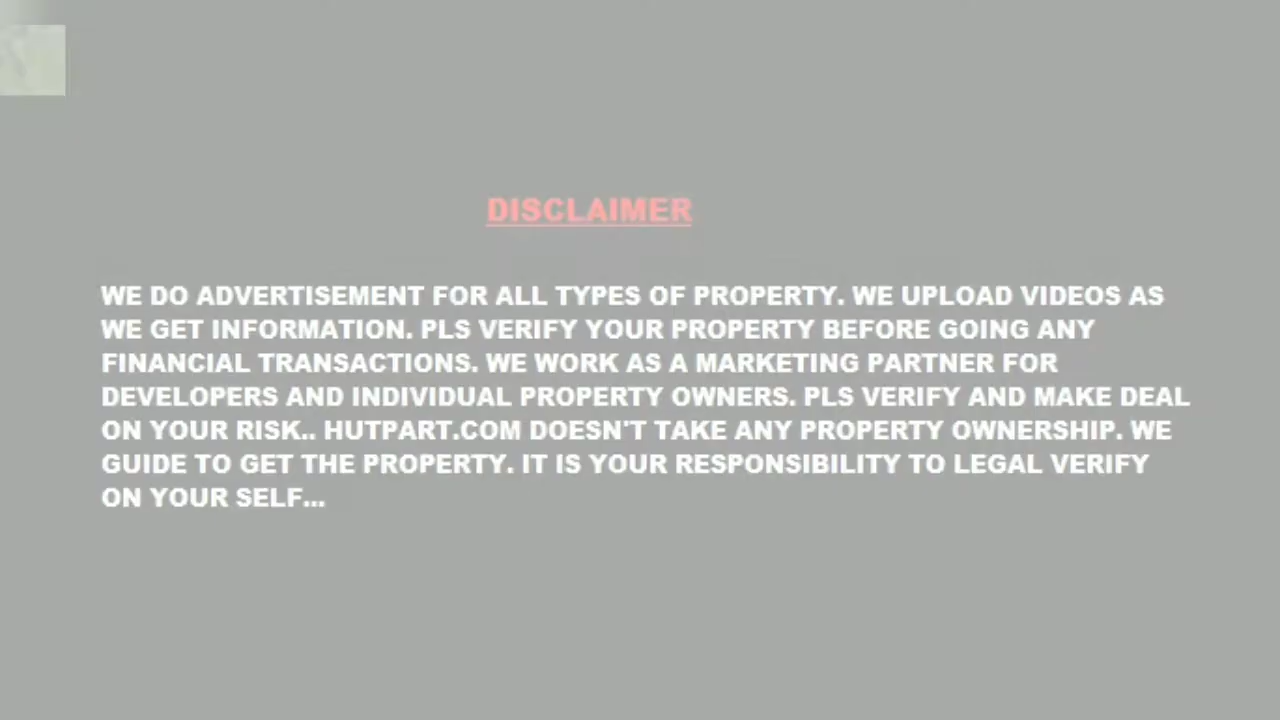 DISCLAIMER
WE DO ADVERTISEMENT FOR ALL TYPES OF PROPERTY. WE UPLOAD VIDEOS AS
WE GET INFORMATION. PLS VERIFY YOUR PROPERTY BEFORE GOING ANY
FINANCIAL TRANSACTIONS. WE WORK AS A MARKETING PARTNER FOR
DEVELOPERS AND INDIVIDUAL PROPERTY OWNERS. PLS VERIFY AND MAKE DEAL
ON YOUR RISK.. HUTPART.COM DOESN'T TAKE ANY PROPERTY OWNERSHIP. WE
GUIDE TO GET THE PROPERTY. IT IS YOUR RESPONSIBILITY TO LEGAL VERIFY
ON YOUR SELF...